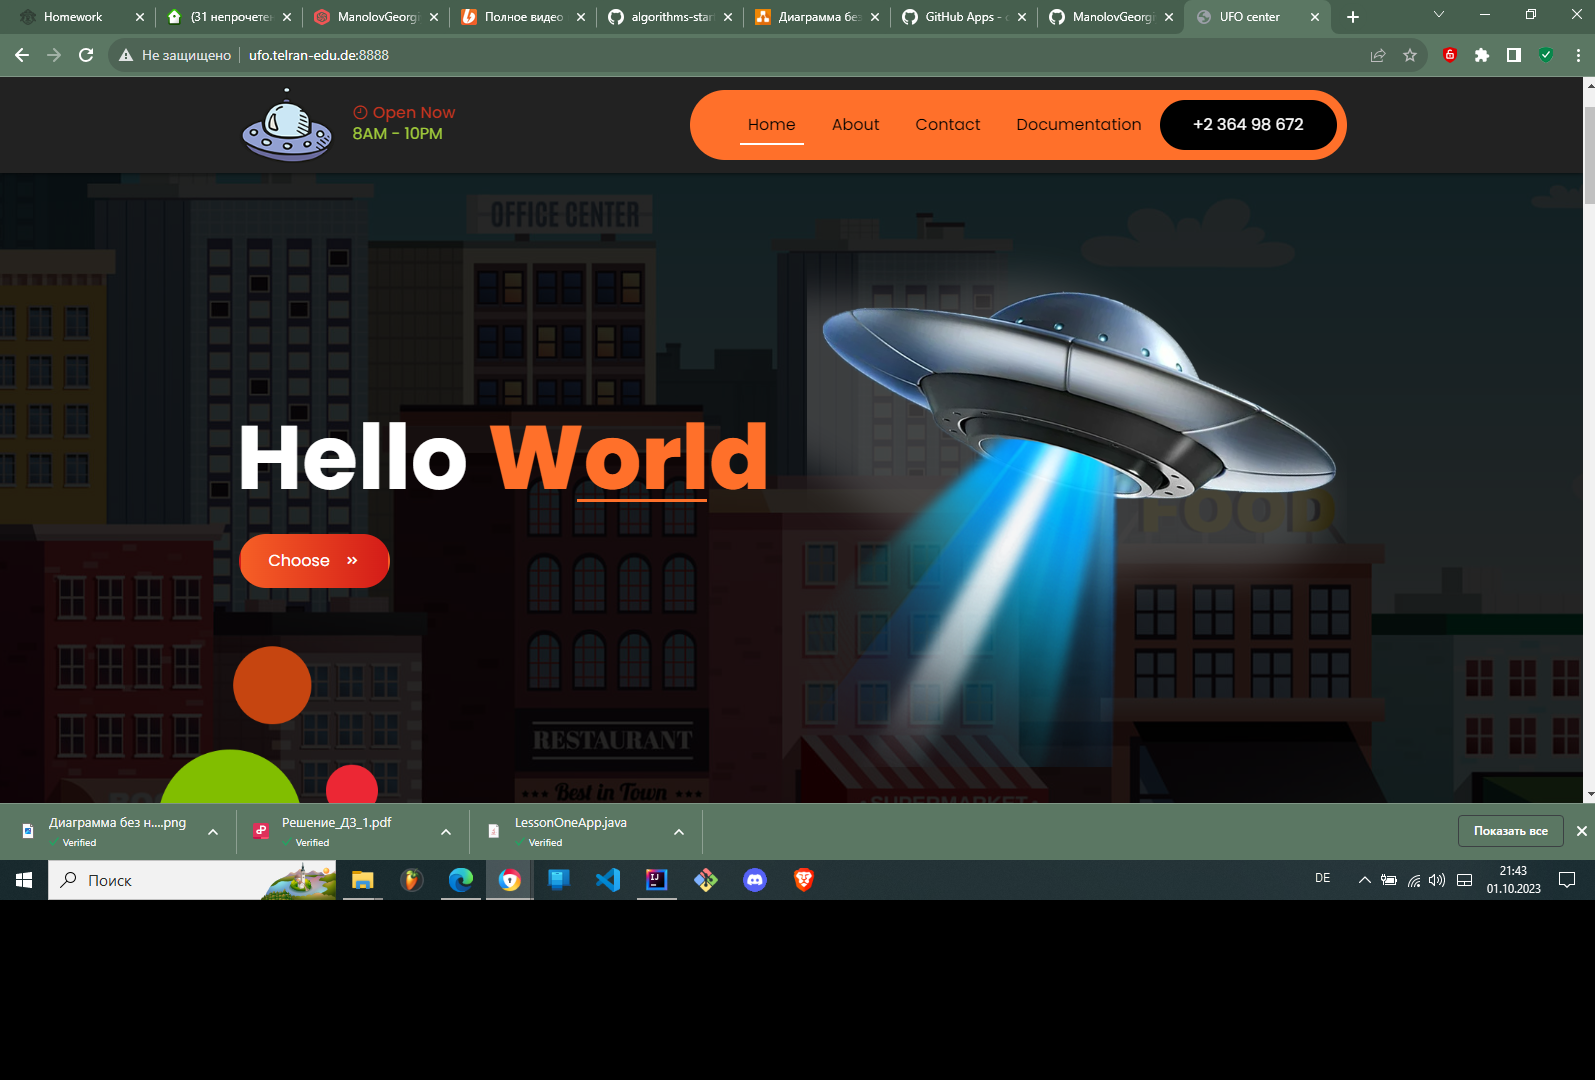 Homework
(31 непрочетен
ManolovGeorgi
Полное видео
algorithms-star
Диаграмма без
GitHub Apps - c
ManolovGeorgi
UFO center
Не защищено
ufo.telran-edu.de:8888
Open Now
8AM - 10PM
Home
About
Contact
Documentation
+2 364 98 672
OFFICE CENTER
Hello World
FOOD
Choose
RESTAURANT
Best in Town
SUPERMARKET
Диаграмма без н....png
Verified
Решение_ДЗ_1.pdf
Verified
LessonOneApp.java
Verified
Показать все
Поиск
DE
21:43
01.10.2023